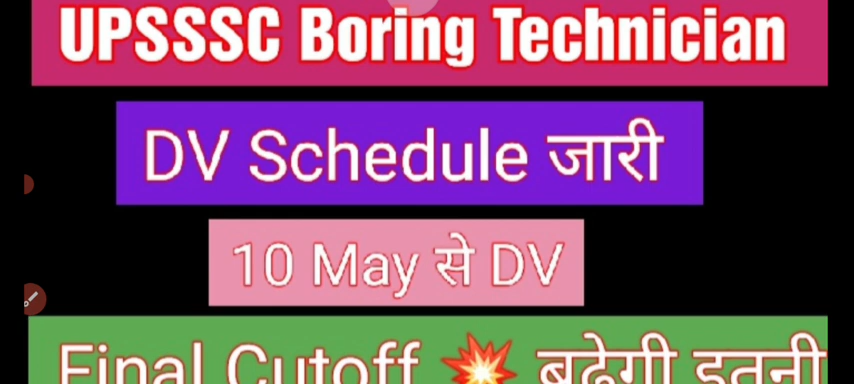 UPSSSC Boring Technician
DV Schedule जारी
10 May से DV
Final Cutoff 💥 बढ़ेगी इतनी